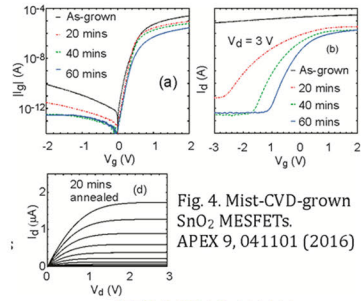 As-grown
20 mins
40 mins
60 mins
(a)
|Ig| (A)
10⁻⁴
10⁻⁸
10⁻¹²
-2 -1 0 1 2
Vg (V)
(b)
Id (A)
Vd = 3 V
As-grown
20 mins
40 mins
60 mins
-3 -2 -1 0 1 2
Vg (V)
(d)
20 mins
annealed
Id (μA)
2
1
0
0 1 2 3
Vd (V)
Fig. 4. Mist-CVD-grown
SnO₂ MESFETs.
APEX 9, 041101 (2016)